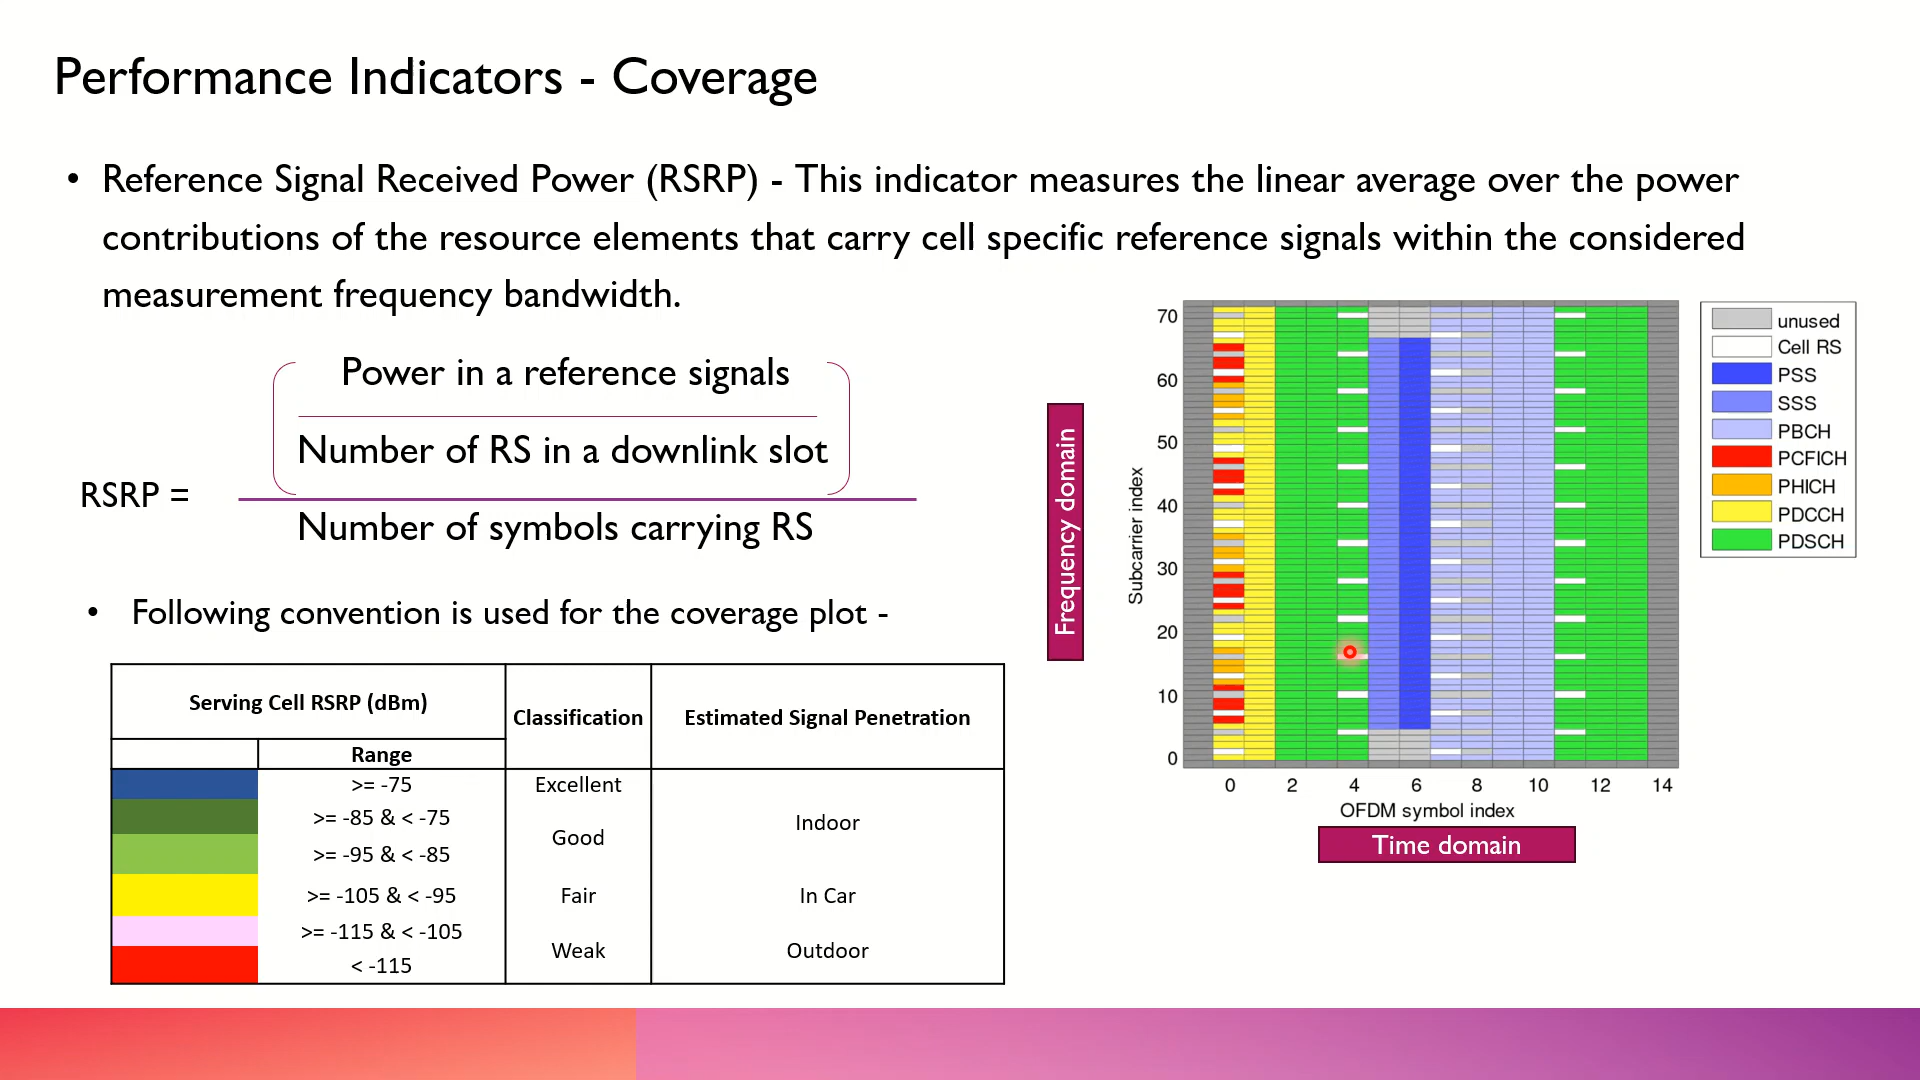 Performance Indicators - Coverage
• Reference Signal Received Power (RSRP) - This indicator measures the linear average over the power
contributions of the resource elements that carry cell specific reference signals within the considered
measurement frequency bandwidth.
Power in a reference signals
Number of RS in a downlink slot
RSRP =
Number of symbols carrying RS
• Following convention is used for the coverage plot -
Serving Cell RSRP (dBm)
Classification
Estimated Signal Penetration
Range
>= -75
Excellent
>= -85 & < -75
Indoor
Good
>= -95 & < -85
>= -105 & < -95
Fair
In Car
>= -115 & < -105
Weak
Outdoor
< -115
Frequency domain
Subcarrier index
70
60
50
40
30
20
10
0
0 2 4 6 8 10 12 14
OFDM symbol index
Time domain
unused
Cell RS
PSS
SSS
PBCH
PCFICH
PHICH
PDCCH
PDSCH